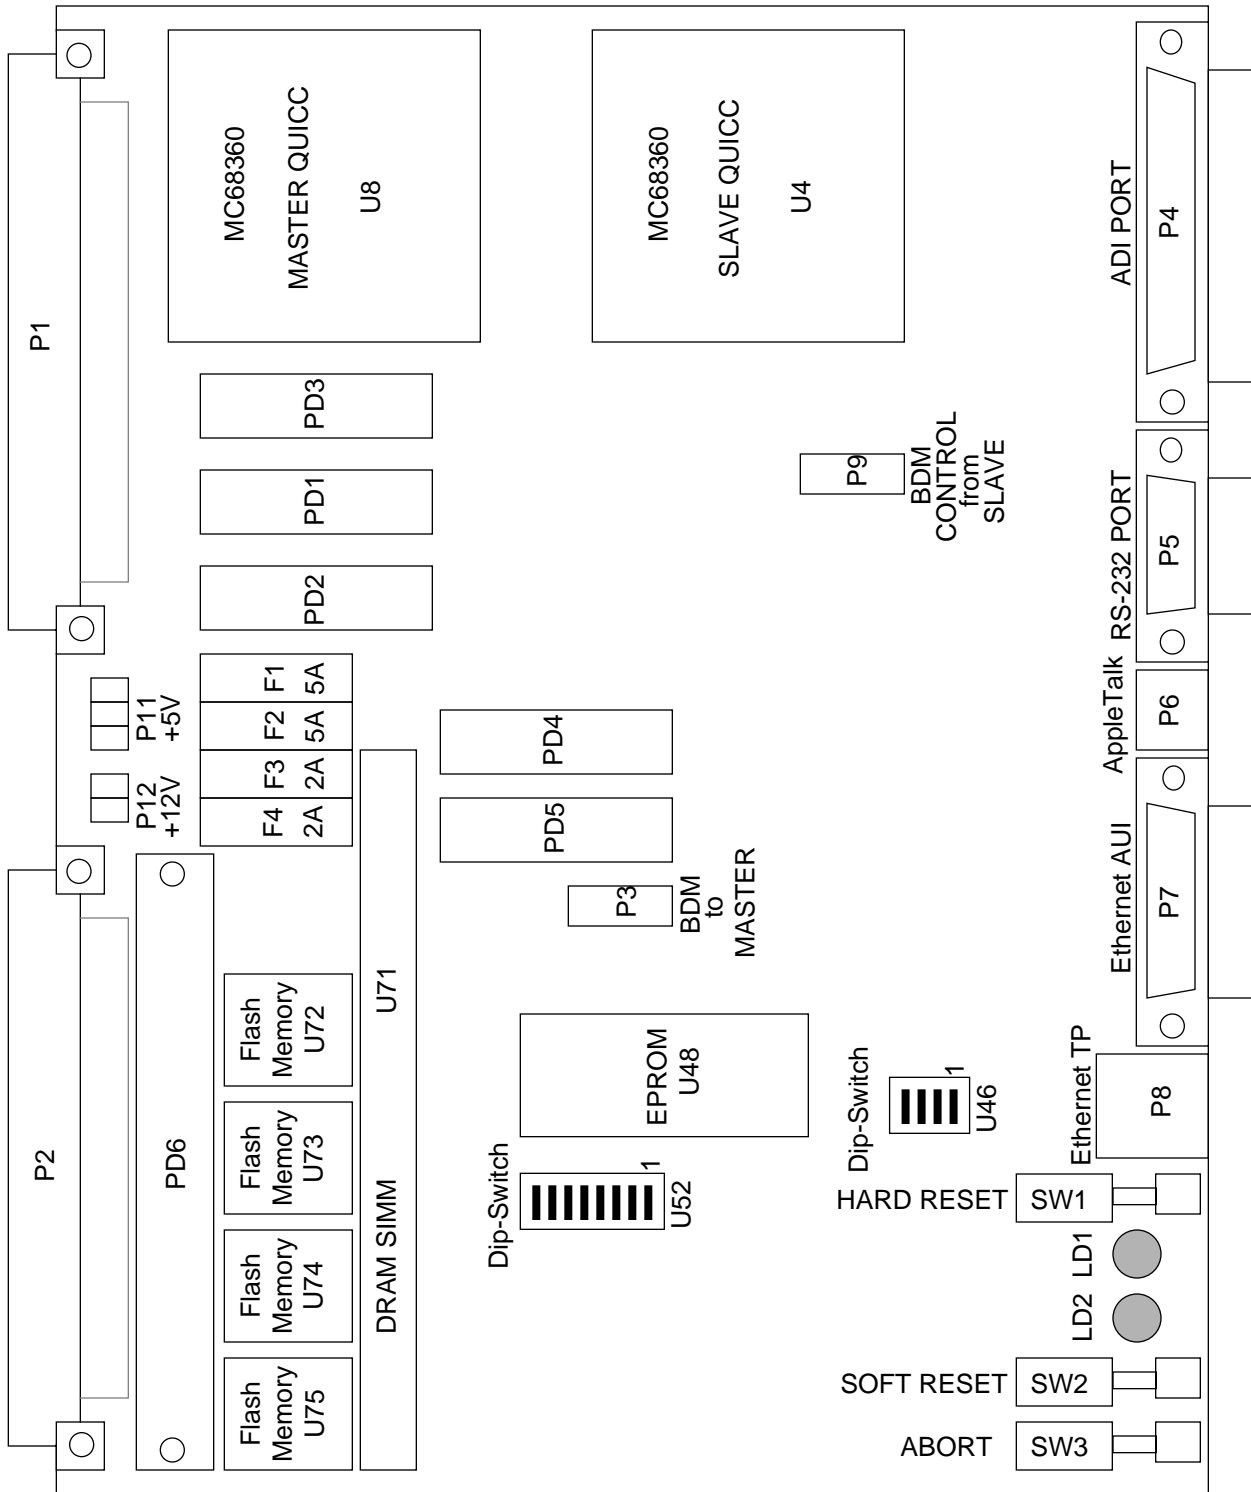 P1
MC68360
MASTER QUICC
U8
MC68360
SLAVE QUICC
U4
ADI PORT
P4
PD3
PD1
PD2
P9
BDM
CONTROL
from
SLAVE
RS-232 PORT
P5
P11
+5V
P12
+12V
F1
5A
F2
5A
F3
2A
F4
2A
PD4
PD5
AppleTalk
P6
P3
BDM
to
MASTER
Ethernet AUI
P7
P2
PD6
Flash
Memory
U72
Flash
Memory
U73
Flash
Memory
U74
Flash
Memory
U75
U71
DRAM SIMM
EPROM
U48
Dip-Switch
1
U52
Dip-Switch
1
U46
Ethernet TP
P8
HARD RESET
SW1
LD1
LD2
SOFT RESET
SW2
ABORT
SW3